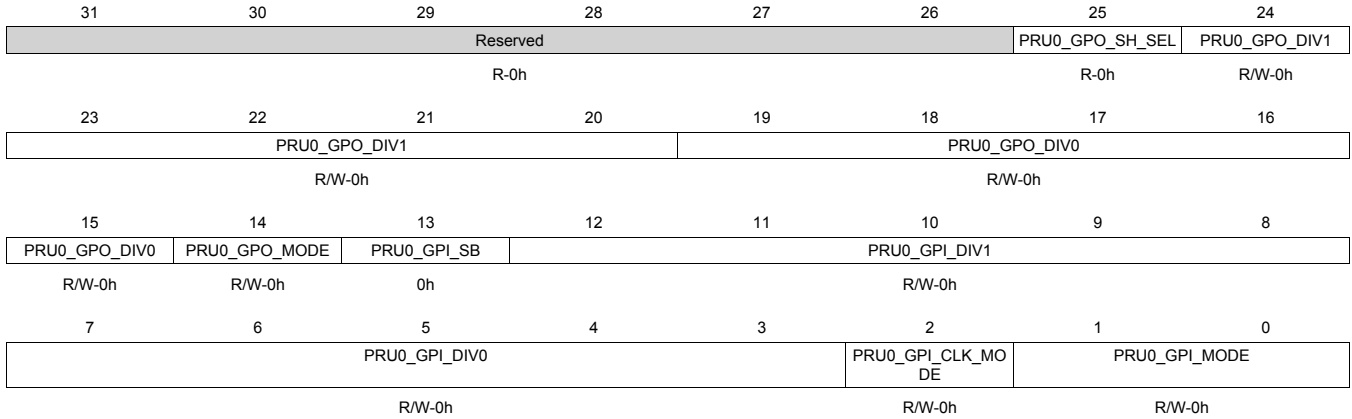 31 30 29 28 27 26 25 24
Reserved PRU0_GPO_SH_SEL PRU0_GPO_DIV1
R-0h R-0h R/W-0h
23 22 21 20 19 18 17 16
PRU0_GPO_DIV1 PRU0_GPO_DIV0
R/W-0h R/W-0h
15 14 13 12 11 10 9 8
PRU0_GPO_DIV0 PRU0_GPO_MODE PRU0_GPI_SB PRU0_GPI_DIV1
R/W-0h R/W-0h 0h R/W-0h
7 6 5 4 3 2 1 0
PRU0_GPI_DIV0 PRU0_GPI_CLK_MO PRU0_GPI_MODE
DE
R/W-0h R/W-0h R/W-0h